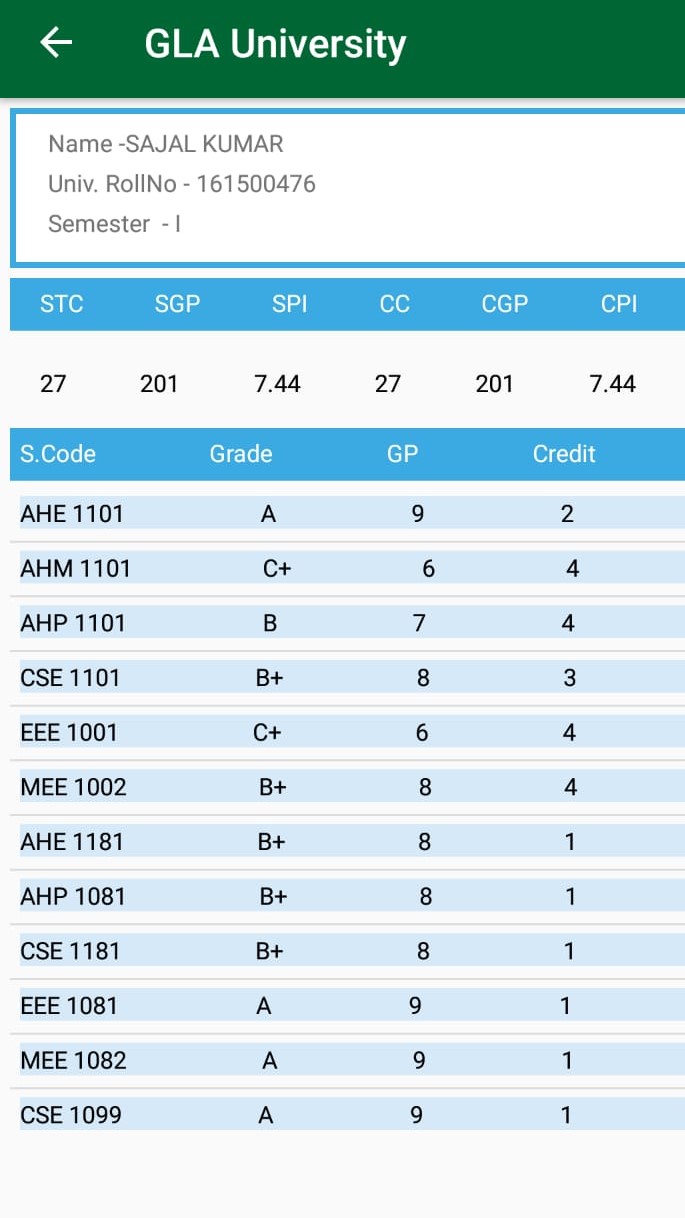 GLA University
Name -SAJAL KUMAR
Univ. RollNo - 161500476
Semester - I
STC SGP SPI CC CGP CPI
27 201 7.44 27 201 7.44
S.Code Grade GP Credit
AHE 1101 A 9 2
AHM 1101 C+ 6 4
AHP 1101 B 7 4
CSE 1101 B+ 8 3
EEE 1001 C+ 6 4
MEE 1002 B+ 8 4
AHE 1181 B+ 8 1
AHP 1081 B+ 8 1
CSE 1181 B+ 8 1
EEE 1081 A 9 1
MEE 1082 A 9 1
CSE 1099 A 9 1